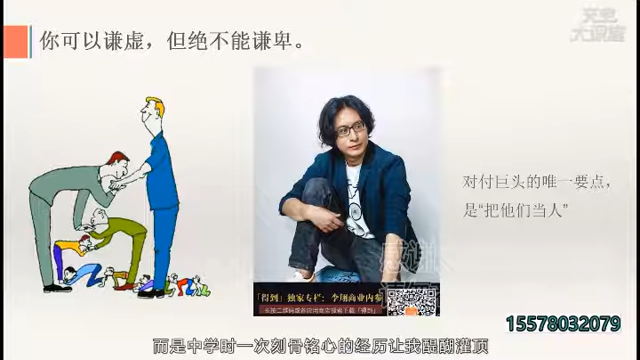 你可以谦虚，但绝不能谦卑。
大课堂
对付巨头的唯一要点，
是“把他们当人”
「得到」独家专栏：李翔商业内参
15578032079
而是中学时一次刻骨铭心的经历让我醍醐灌顶